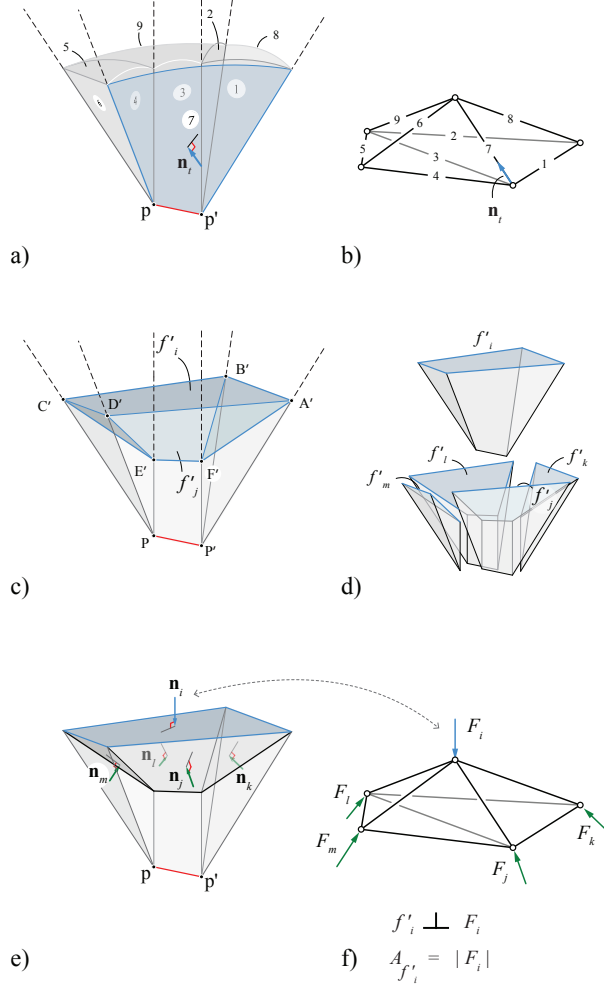 9
2
8
5
6
4
3
1
7
n_t
p
p'
a)
9
6
8
5
2
3
7
4
1
n_t
b)
f'_i
B'
C'
D'
A'
E'
F'
f'_j
P
P'
c)
f'_i
f'_l
f'_k
f'_m
f'_j
d)
n_i
n_l
n_m
n_j
n_k
p
p'
e)
F_i
F_l
F_k
F_m
F_j
f'_i ⊥ F_i
A_{f'_i} = |F_i|
f)